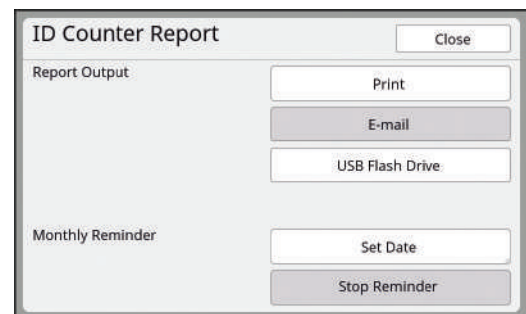 ID Counter Report
Close
Report Output
Print
E-mail
USB Flash Drive
Monthly Reminder
Set Date
Stop Reminder